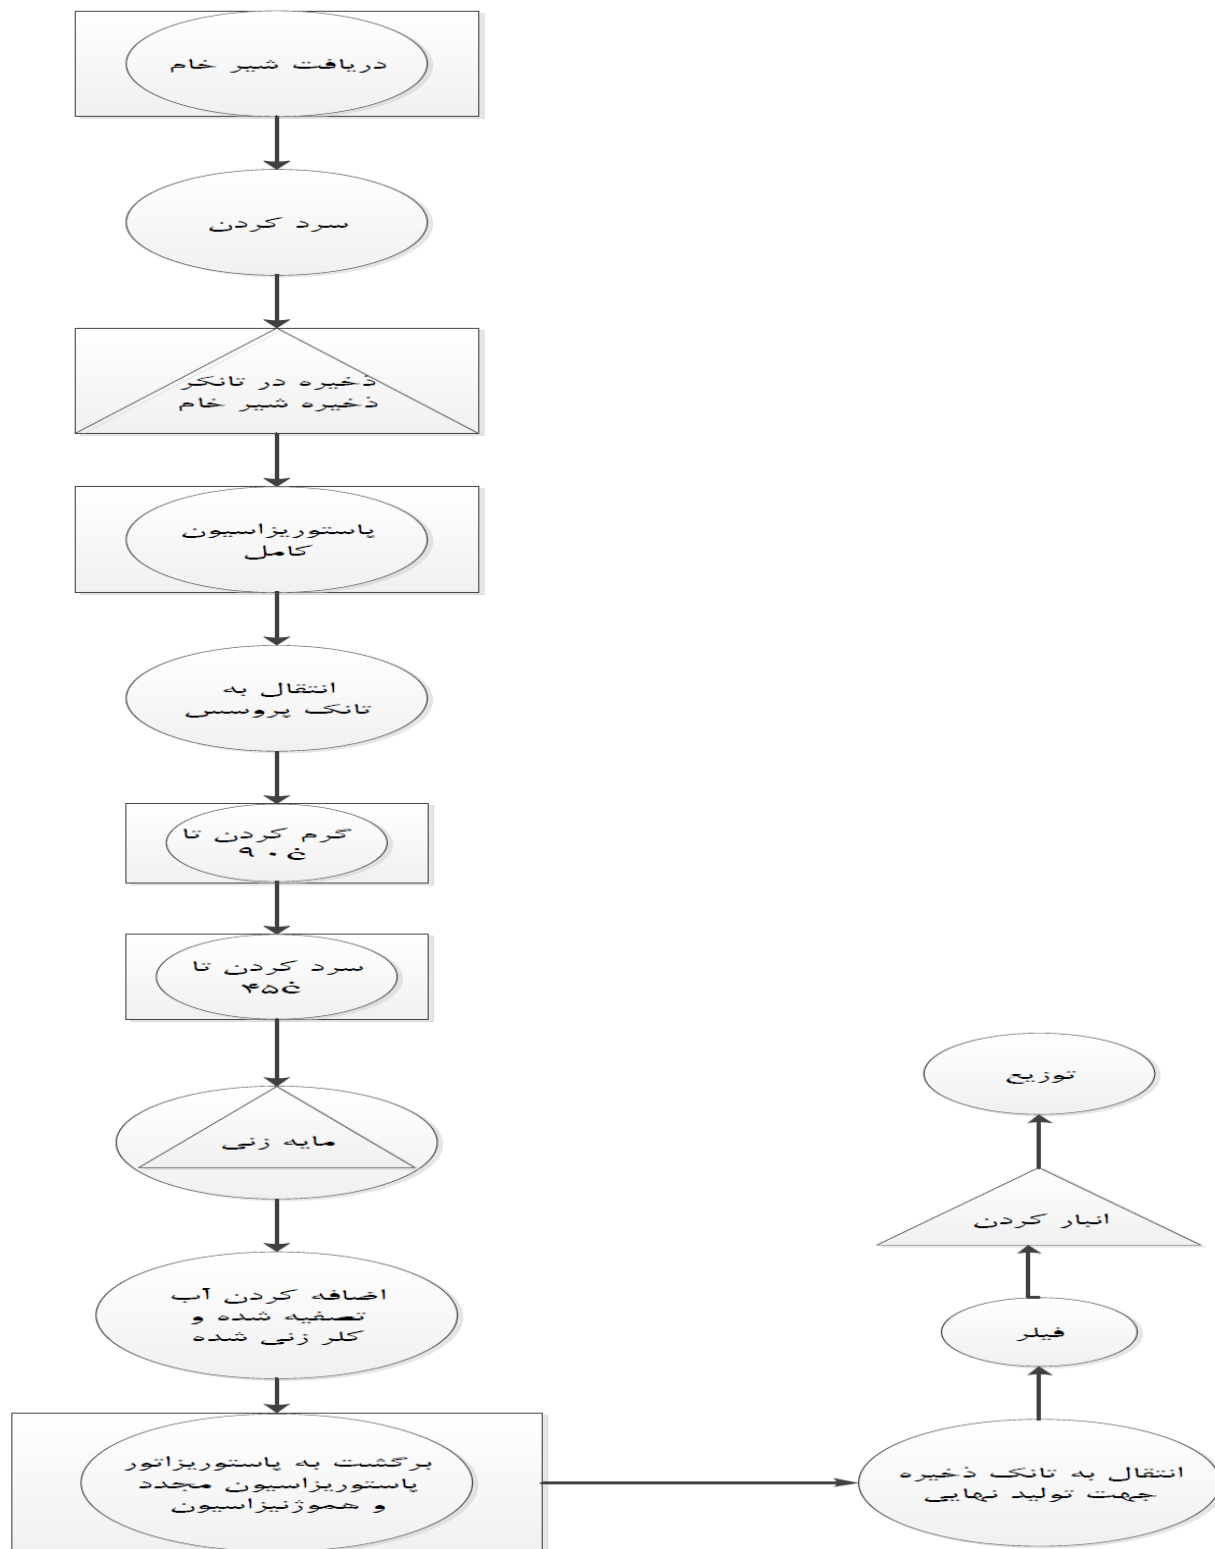 دریافت شیر خام
سرد کردن
ذخیره در تانکر
ذخیره شیر خام
پاستوریزاسیون
کامل
انتقال به
تانک پروسس
گرم کردن تا
۹۰غ
سرد کردن تا
۴۵غ
مایه زنی
اضافه کردن آب
تصفیه شده و
کلر زنی شده
برگشت به پاستوریزاتور
پاستوریزاسیون مجدد
و هموژنیزاسیون
انتقال به تانک ذخیره
جهت تولید نهایی
فیلر
انبار کردن
توزیع